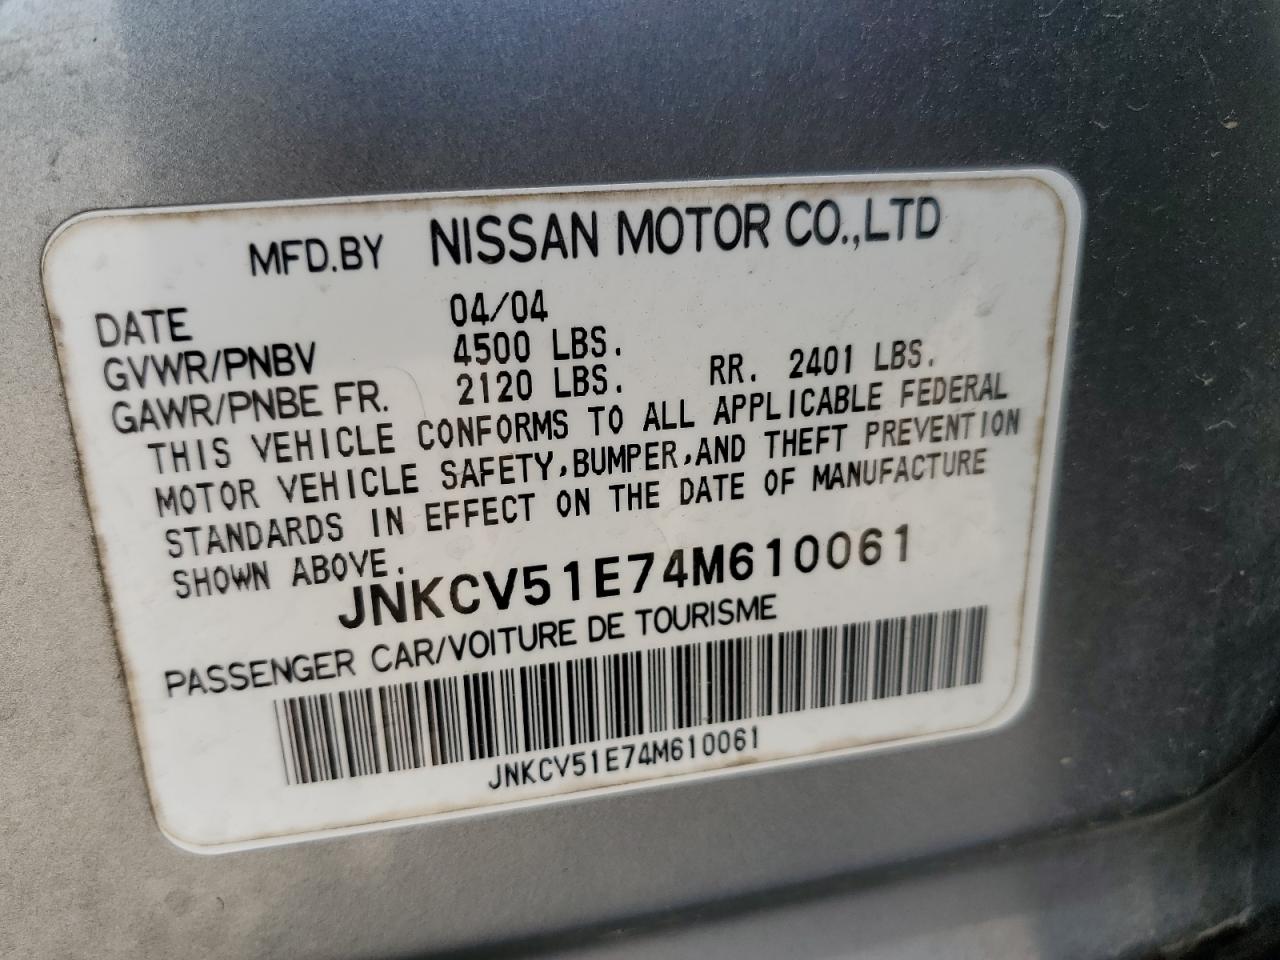 MFD.BY NISSAN MOTOR CO.,LTD
DATE 04/04
GVWR/PNBV 4500 LBS.
GAWR/PNBE FR. 2120 LBS. RR. 2401 LBS.
THIS VEHICLE CONFORMS TO ALL APPLICABLE FEDERAL
MOTOR VEHICLE SAFETY,BUMPER,AND THEFT PREVENTION
STANDARDS IN EFFECT ON THE DATE OF MANUFACTURE
SHOWN ABOVE.
JNKCV51E74M610061
PASSENGER CAR/VOITURE DE TOURISME
JNKCV51E74M610061